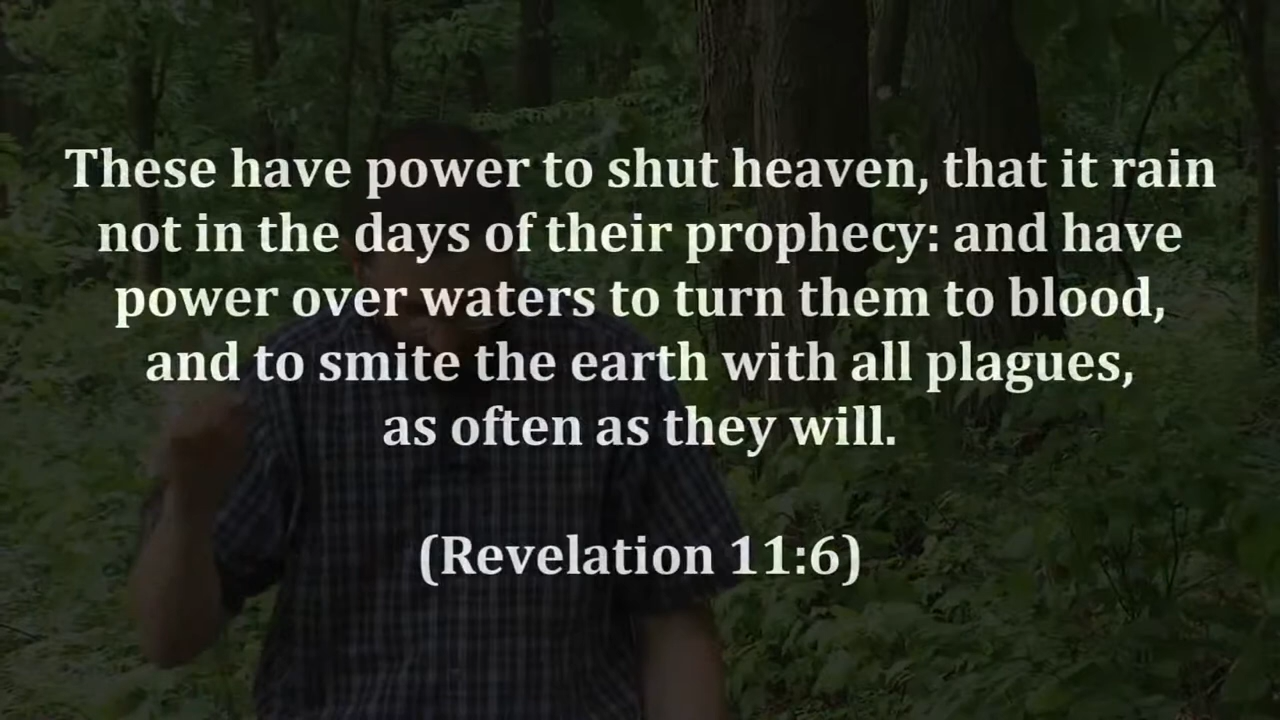 These have power to shut heaven, that it rain
not in the days of their prophecy: and have
power over waters to turn them to blood,
and to smite the earth with all plagues,
as often as they will.
(Revelation 11:6)